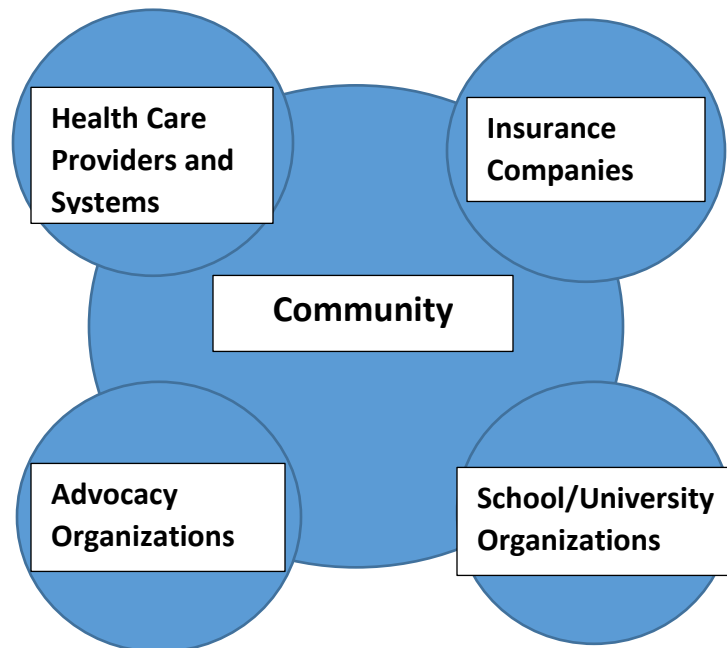 Health Care
Providers and
Systems
Insurance
Companies
Community
Advocacy
Organizations
School/University
Organizations